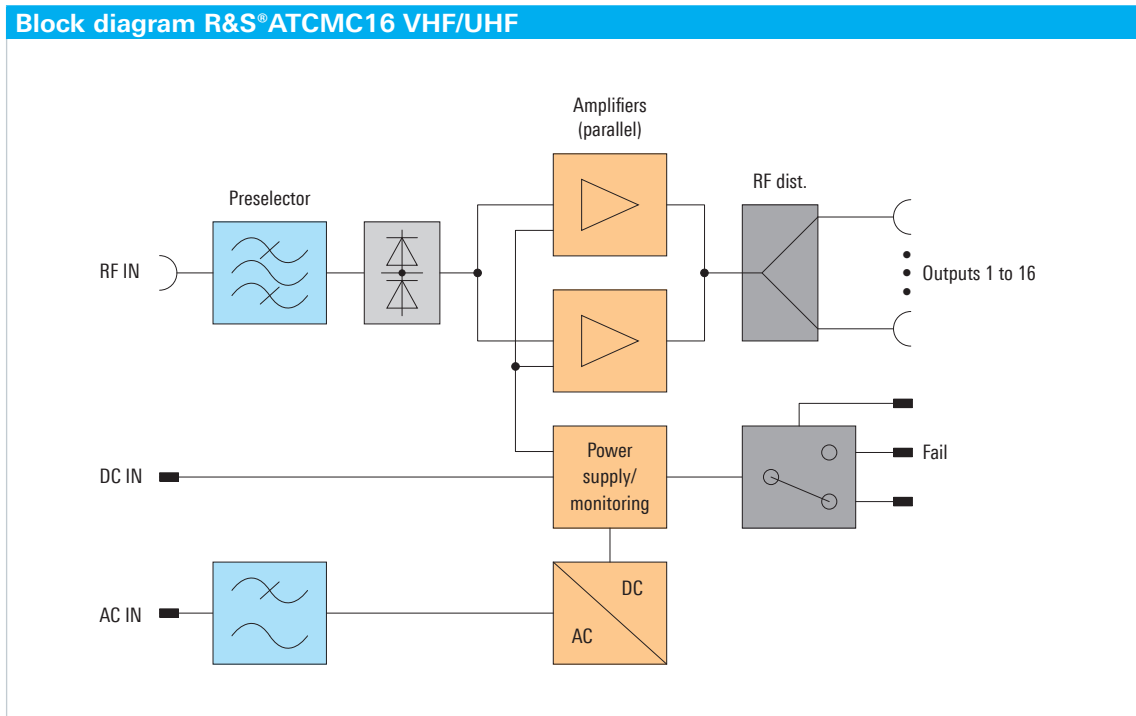 Block diagram R&S®ATCMC16 VHF/UHF
Amplifiers
(parallel)
RF dist.
Preselector
RF IN
Outputs 1 to 16
DC IN
Power
supply/
monitoring
Fail
AC IN
DC
AC